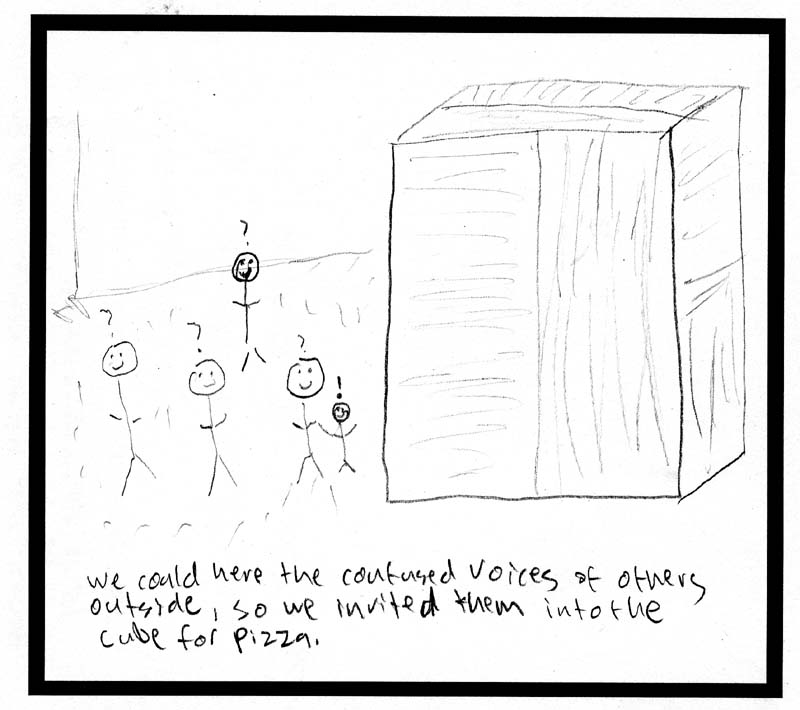 ?
?
?
?
!
we could here the confused voices of others
outside, so we invited them into the
cube for pizza.